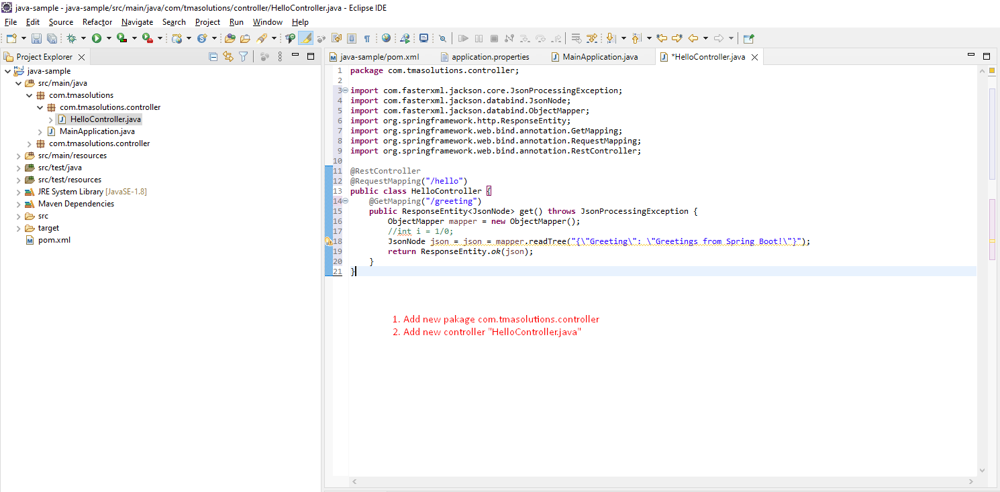 java-sample - java-sample/src/main/java/com/tmasolutions/controller/HelloController.java - Eclipse IDE
File Edit Source Refactor Navigate Search Project Run Window Help
Project Explorer
java-sample
src/main/java
com.tmasolutions
com.tmasolutions.controller
HelloController.java
MainApplication.java
com.tmasolutions.controller
src/main/resources
src/test/java
src/test/resources
JRE System Library [JavaSE-1.8]
Maven Dependencies
src
target
pom.xml
java-sample/pom.xml application.properties MainApplication.java *HelloController.java
1 package com.tmasolutions.controller;
2
3 import com.fasterxml.jackson.core.JsonProcessingException;
4 import com.fasterxml.jackson.databind.JsonNode;
5 import com.fasterxml.jackson.databind.ObjectMapper;
6 import org.springframework.http.ResponseEntity;
7 import org.springframework.web.bind.annotation.GetMapping;
8 import org.springframework.web.bind.annotation.RequestMapping;
9 import org.springframework.web.bind.annotation.RestController;
10
11 @RestController
12 @RequestMapping("/hello")
13 public class HelloController {
14 @GetMapping("/greeting")
15 public ResponseEntity<JsonNode> get() throws JsonProcessingException {
16 ObjectMapper mapper = new ObjectMapper();
17 //int i = 1/0;
18 JsonNode json = json = mapper.readTree("{\"Greeting\": \"Greetings from Spring Boot!\"}");
19 return ResponseEntity.ok(json);
20 }
21 }
1. Add new pakage com.tmasolutions.controller
2. Add new controller "HelloController.java"